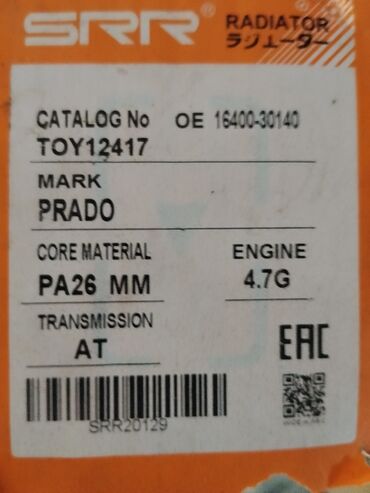 SRR
RADIATOR
ラジエーター
CATALOG No OE 16400-30140
TOY12417
MARK
PRADO
CORE MATERIAL ENGINE
PA26 MM 4.7G
TRANSMISSION
AT EAC
SRR20129